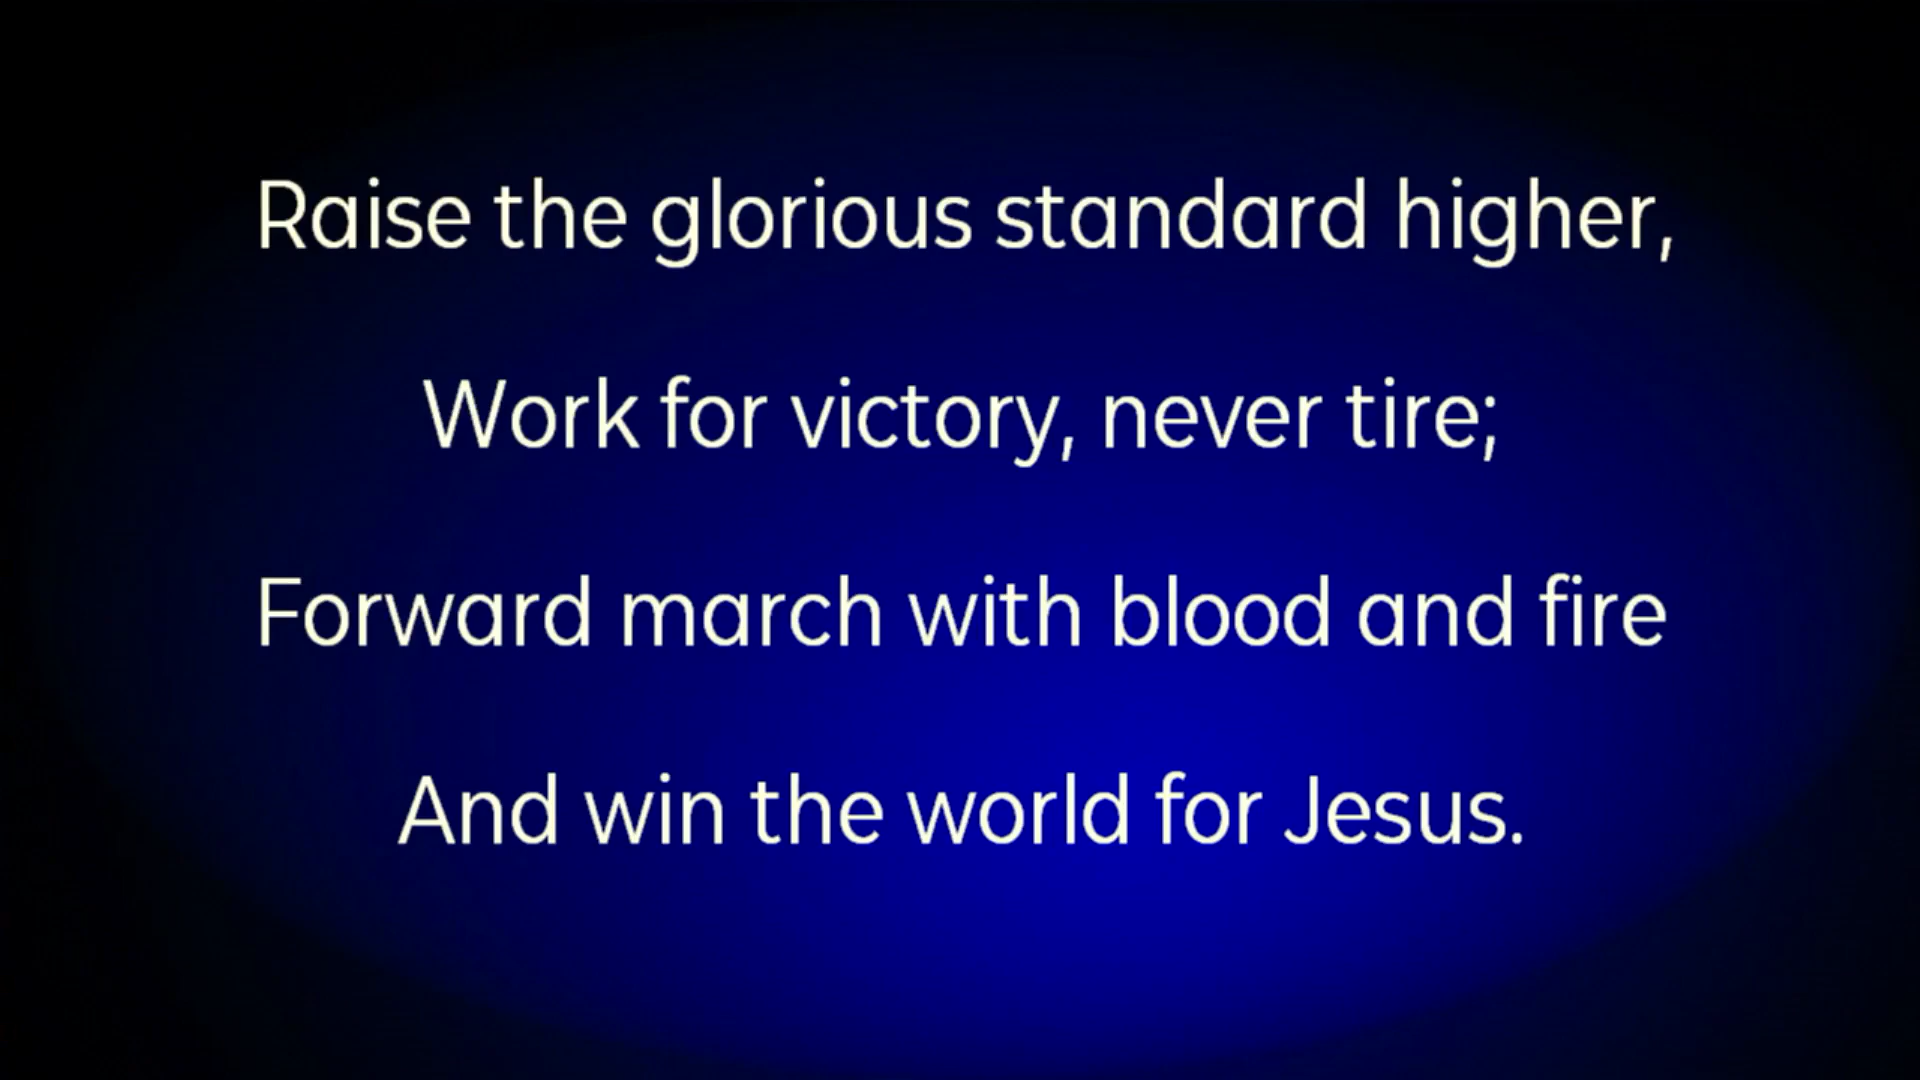 Raise the glorious standard higher,
Work for victory, never tire;
Forward march with blood and fire
And win the world for Jesus.